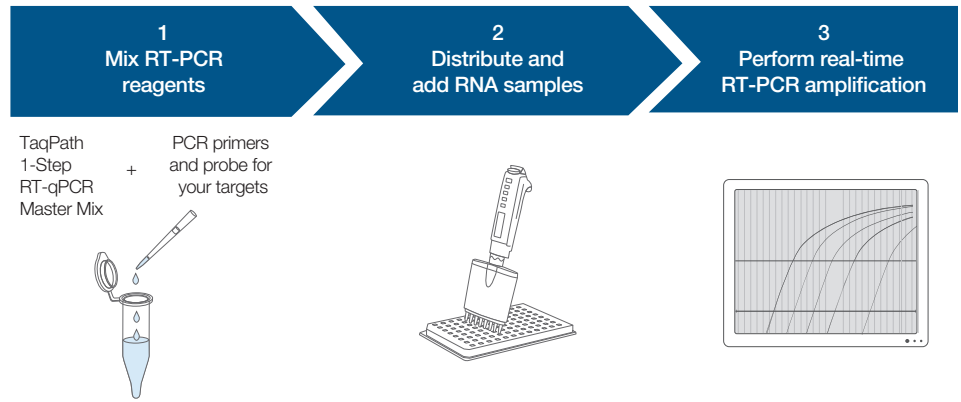 1
Mix RT-PCR
reagents
2
Distribute and
add RNA samples
3
Perform real-time
RT-PCR amplification
TaqPath
1-Step
RT-qPCR
Master Mix
+
PCR primers
and probe for
your targets